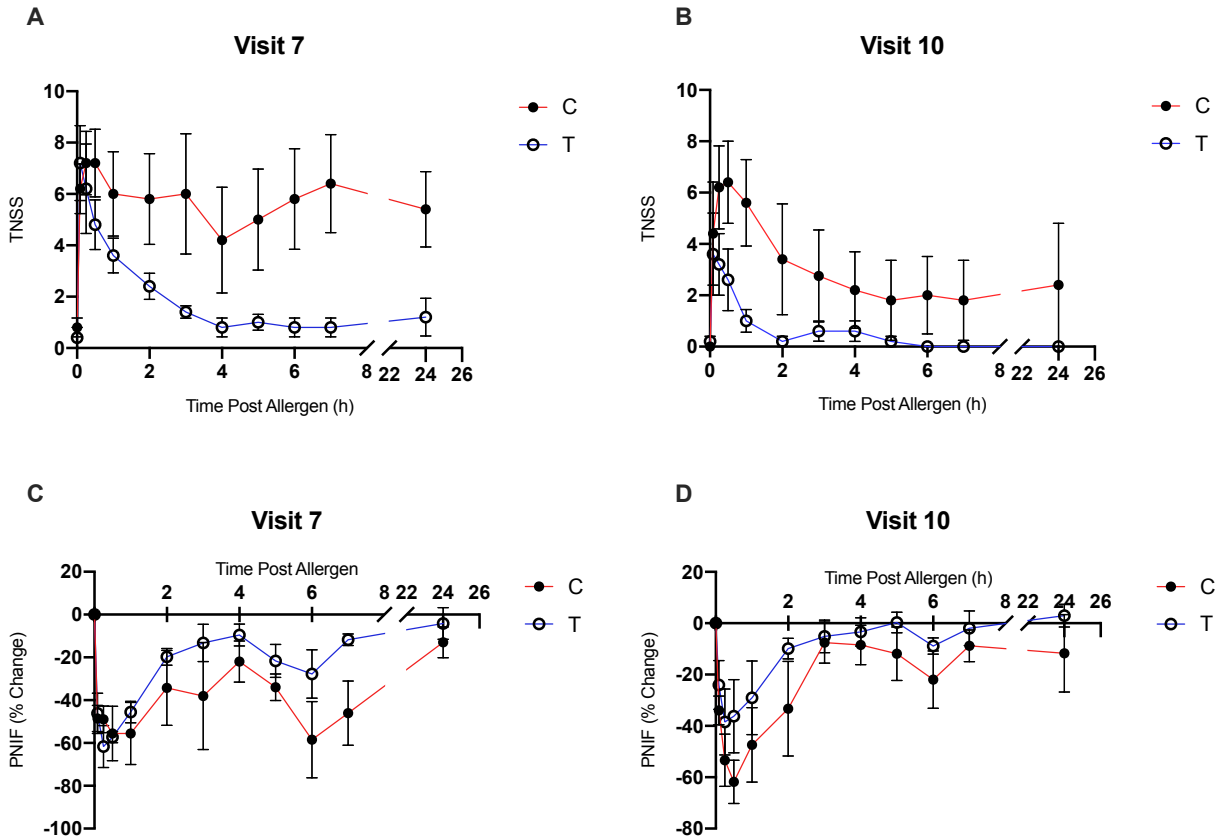 A
Visit 7
10
8
6
4
2
0
TNSS
0 2 4 6 8 22 24 26
Time Post Allergen (h)
C
T
B
Visit 10
10
8
6
4
2
0
TNSS
0 2 4 6 8 22 24 26
Time Post Allergen (h)
C
T
C
Visit 7
Time Post Allergen
2 4 6 8 22 24 26
20
0
-20
-40
-60
-80
-100
PNIF (% Change)
C
T
D
Visit 10
Time Post Allergen (h)
2 4 6 8 22 24 26
20
0
-20
-40
-60
-80
PNIF (% Change)
C
T